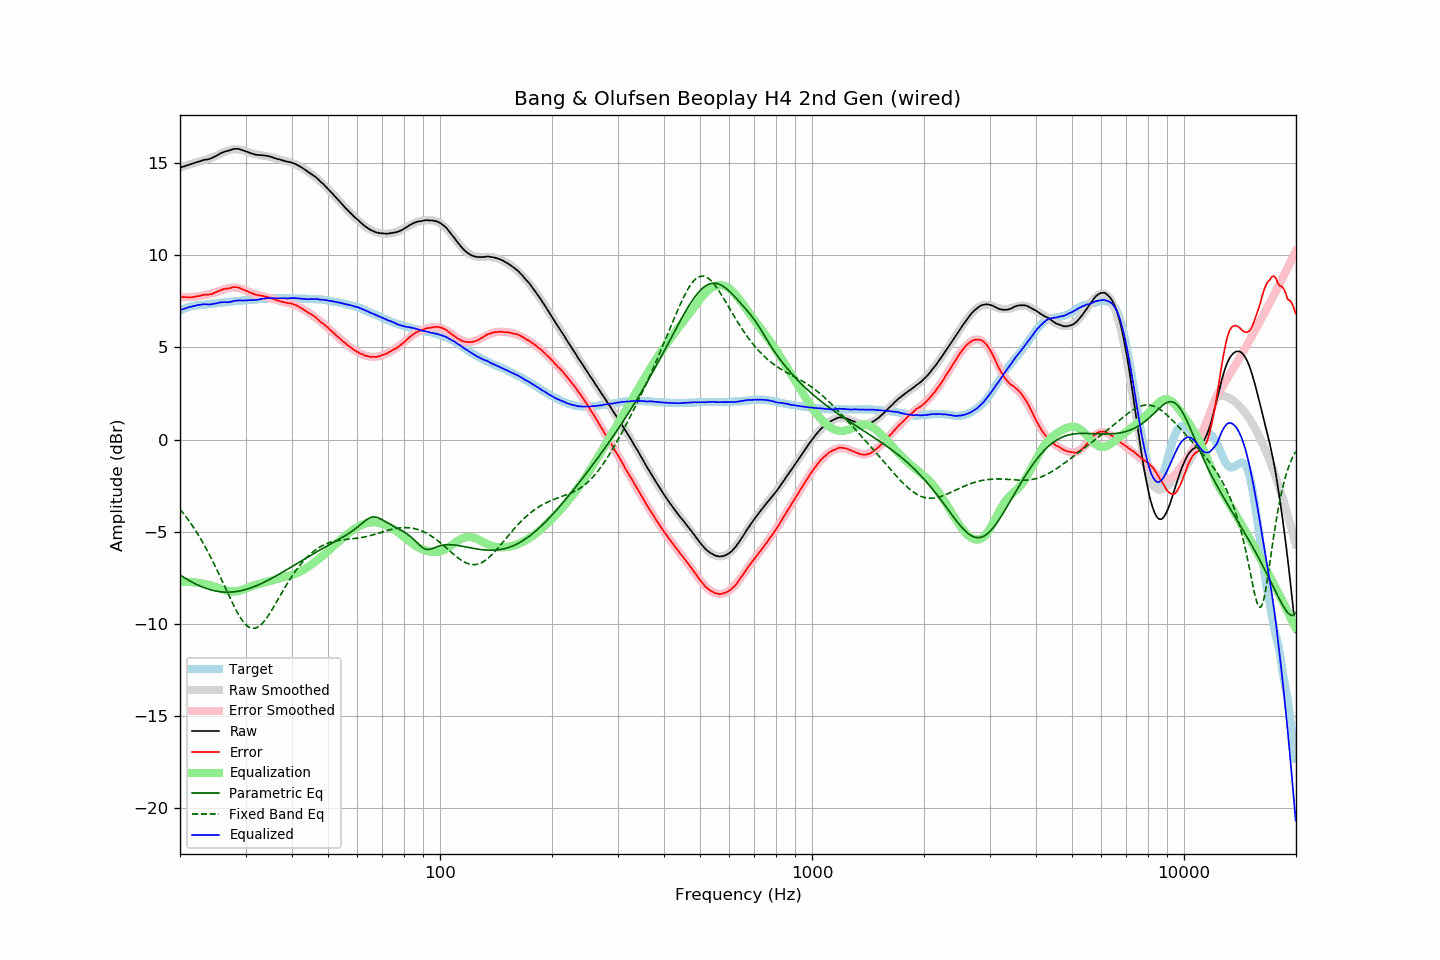 Bang & Olufsen Beoplay H4 2nd Gen (wired)
15
10
5
0
−5
−10
−15
−20
Amplitude (dBr)
Target
Raw Smoothed
Error Smoothed
Raw
Error
Equalization
Parametric Eq
Fixed Band Eq
Equalized
100
1000
10000
Frequency (Hz)